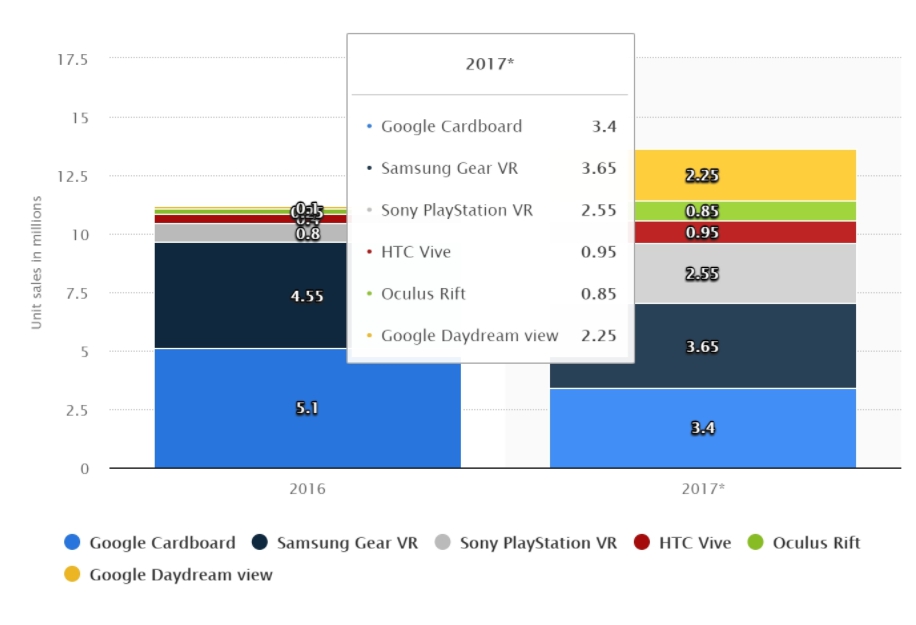 2017*
Google Cardboard 3.4
Samsung Gear VR 3.65
Sony PlayStation VR 2.55
HTC Vive 0.95
Oculus Rift 0.85
Google Daydream view 2.25
Unit sales in millions
17.5
15
12.5
10
7.5
5
2.5
0
0.1
0.8
4.55
5.1
2.25
0.85
0.95
2.55
3.65
3.4
2016
2017*
Google Cardboard Samsung Gear VR Sony PlayStation VR HTC Vive Oculus Rift
Google Daydream view